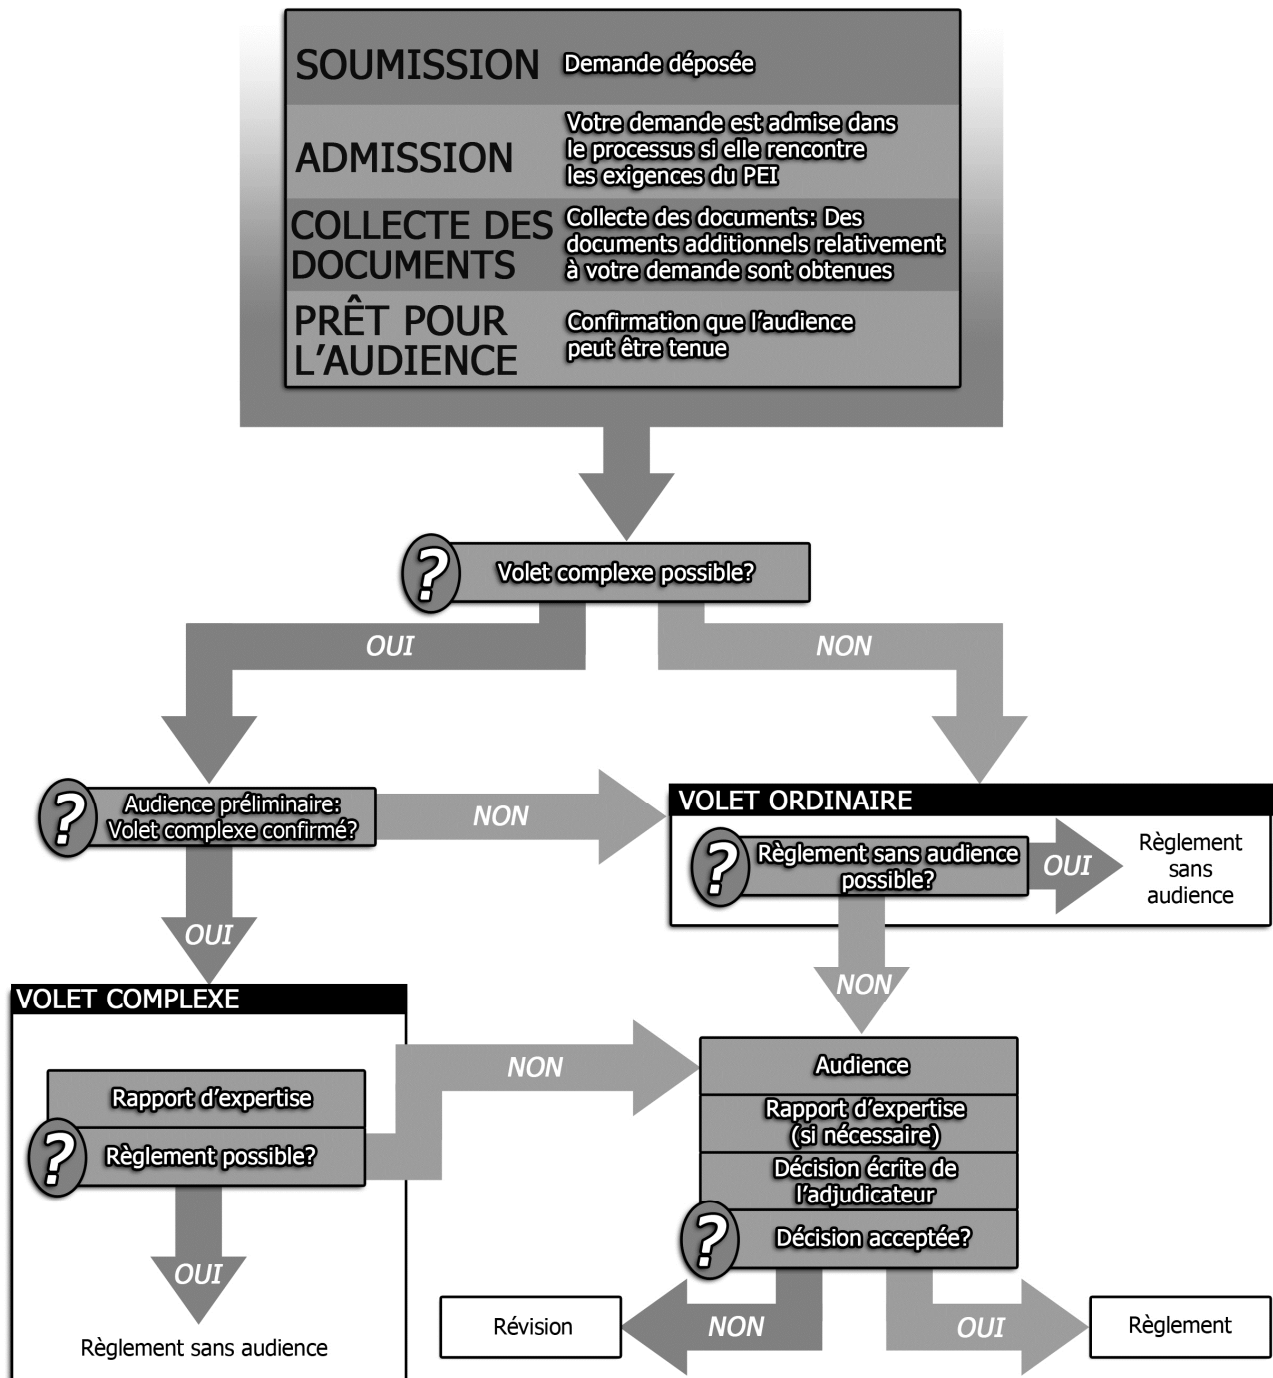 SOUMISSION
Demande déposée
ADMISSION
Votre demande est admise dans
le processus si elle rencontre
les exigences du PEI
COLLECTE DES
DOCUMENTS
Collecte des documents: Des
documents additionnels relativement
à votre demande sont obtenues
PRÊT POUR
L'AUDIENCE
Confirmation que l'audience
peut être tenue
?
Volet complexe possible?
OUI
NON
?
Audience préliminaire:
Volet complexe confirmé?
NON
OUI
VOLET ORDINAIRE
?
Règlement sans audience
possible?
OUI
Règlement
sans
audience
NON
VOLET COMPLEXE
Rapport d'expertise
?
Règlement possible?
NON
OUI
Règlement sans audience
Audience
Rapport d'expertise
(si nécessaire)
Décision écrite de
l'adjudicateur
?
Décision acceptée?
NON
Révision
OUI
Règlement